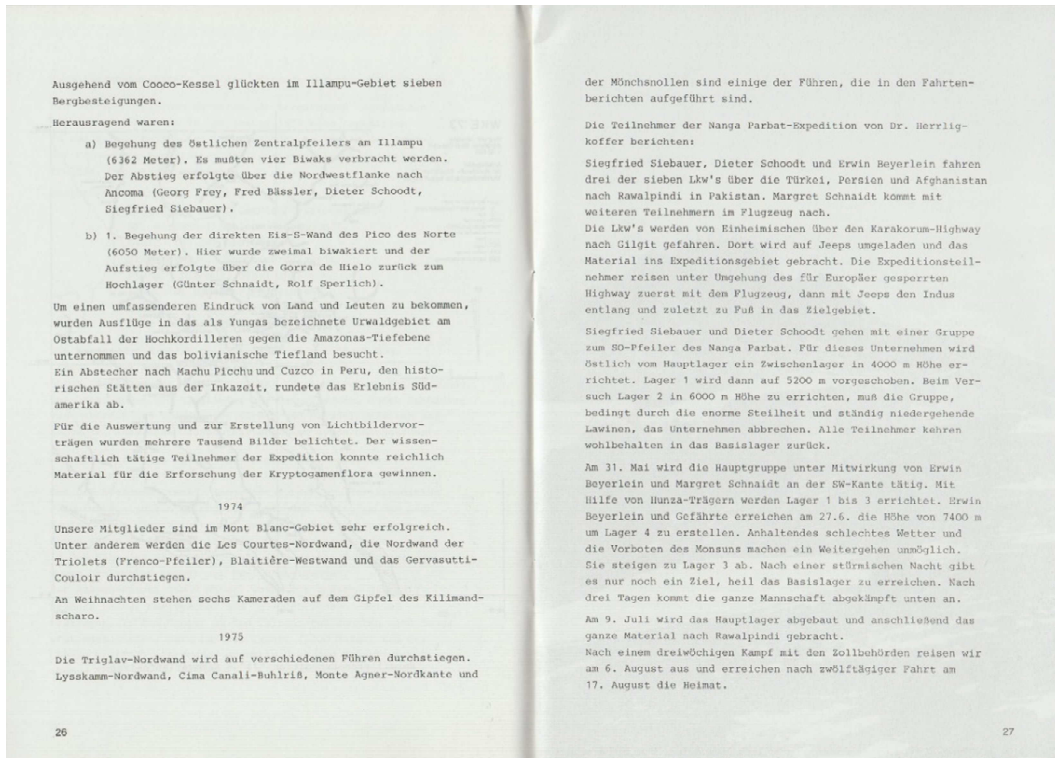 Ausgehend vom Cooco-Kessel glückten im Illampu-Gebiet sieben
Bergbesteigungen.
Herausragend waren:
a) Begehung des östlichen Zentralpfeilers am Illampu
(6362 Meter). Es mußten vier Biwaks verbracht werden.
Der Abstieg erfolgte über die Nordwestflanke nach
Ancoma (Georg Frey, Fred Bässler, Dieter Schoodt,
Siegfried Siebauer).
b) 1. Begehung der direkten Eis-S-Wand des Pico des Norte
(6050 Meter). Hier wurde zweimal biwakiert und der
Aufstieg erfolgte über die Gorra de Hielo zurück zum
Hochlager (Günter Schnaidt, Rolf Sperlich).
Um einen umfassenderen Eindruck von Land und Leuten zu bekommen,
wurden Ausflüge in das als Yungas bezeichnete Urwaldgebiet am
Ostabfall der Hochkordilleren gegen die Amazonas-Tiefebene
unternommen und das bolivianische Tiefland besucht.
Ein Abstecher nach Machu Picchu und Cuzco in Peru, den histo-
rischen Stätten aus der Inkazeit, rundete das Erlebnis Süd-
amerika ab.
Für die Auswertung und zur Erstellung von Lichtbildervor-
trägen wurden mehrere Tausend Bilder belichtet. Der wissen-
schaftlich tätige Teilnehmer der Expedition konnte reichlich
Material für die Erforschung der Kryptogamenflora gewinnen.
1974
Unsere Mitglieder sind im Mont Blanc-Gebiet sehr erfolgreich.
Unter anderem werden die Les Courtes-Nordwand, die Nordwand der
Triolets (Frenco-Pfeiler), Blaitiêre-Westwand und das Gervasutti-
Couloir durchstiegen.
An Weihnachten stehen sechs Kameraden auf dem Gipfel des Kilimand-
scharo.
1975
Die Triglav-Nordwand wird auf verschiedenen Führen durchstiegen.
Lysskamm-Nordwand, Cima Canali-Buhlriß, Monte Agner-Nordkante und
26
der Mönchsnollen sind einige der Führen, die in den Fahrten-
berichten aufgeführt sind.
Die Teilnehmer der Nanga Parbat-Expedition von Dr. Herrlig-
koffer berichten:
Siegfried Siebauer, Dieter Schoodt und Erwin Beyerlein fahren
drei der sieben Lkw's über die Türkei, Persien und Afghanistan
nach Rawalpindi in Pakistan. Margret Schnaidt kommt mit
weiteren Teilnehmern im Flugzeug nach.
Die Lkw's werden von Einheimischen über den Karakorum-Highway
nach Gilgit gefahren. Dort wird auf Jeeps umgeladen und das
Material ins Expeditionsgebiet gebracht. Die Expeditionsteil-
nehmer reisen unter Umgehung des für Europäer gesperrten
Highway zuerst mit dem Flugzeug, dann mit Jeeps den Indus
entlang und zuletzt zu Fuß in das Zielgebiet.
Siegfried Siebauer und Dieter Schoodt gehen mit einer Gruppe
zum SO-Pfeiler des Nanga Parbat. Für dieses Unternehmen wird
östlich vom Hauptlager ein Zwischenlager in 4000 m Höhe er-
richtet. Lager 1 wird dann auf 5200 m vorgeschoben. Beim Ver-
such Lager 2 in 6000 m Höhe zu errichten, muß die Gruppe,
bedingt durch die enorme Steilheit und ständig niedergehende
Lawinen, das Unternehmen abbrechen. Alle Teilnehmer kehren
wohlbehalten in das Basislager zurück.
Am 31. Mai wird die Hauptgruppe unter Mitwirkung von Erwin
Beyerlein und Margret Schnaidt an der SW-Kante tätig. Mit
Hilfe von Hunza-Trägern werden Lager 1 bis 3 errichtet. Erwin
Beyerlein und Gefährte erreichen am 27.6. die Höhe von 7400 m
um Lager 4 zu erstellen. Anhaltendes schlechtes Wetter und
die Vorboten des Monsuns machen ein Weitergehen unmöglich.
Sie steigen zu Lager 3 ab. Nach einer stürmischen Nacht gibt
es nur noch ein Ziel, heil das Basislager zu erreichen. Nach
drei Tagen kommt die ganze Mannschaft abgekämpft unten an.
Am 9. Juli wird das Hauptlager abgebaut und anschließend das
ganze Material nach Rawalpindi gebracht.
Nach einem dreiwöchigen Kampf mit den Zollbehörden reisen wir
am 6. August aus und erreichen nach zwölftägiger Fahrt am
17. August die Heimat.
27